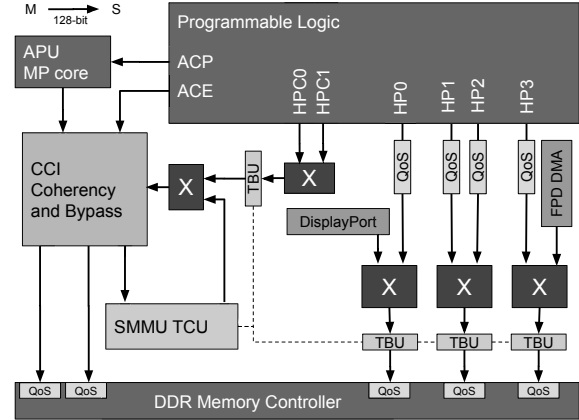 M S
128-bit
Programmable Logic
APU
MP core
ACP
ACE
HPC0
HPC1
HP0
HP1
HP2
HP3
QoS
QoS
QoS
QoS
FPD DMA
CCI
Coherency
and Bypass
X
TBU
X
DisplayPort
X
X
X
SMMU TCU
TBU
TBU
TBU
QoS
QoS
QoS
QoS
QoS
DDR Memory Controller